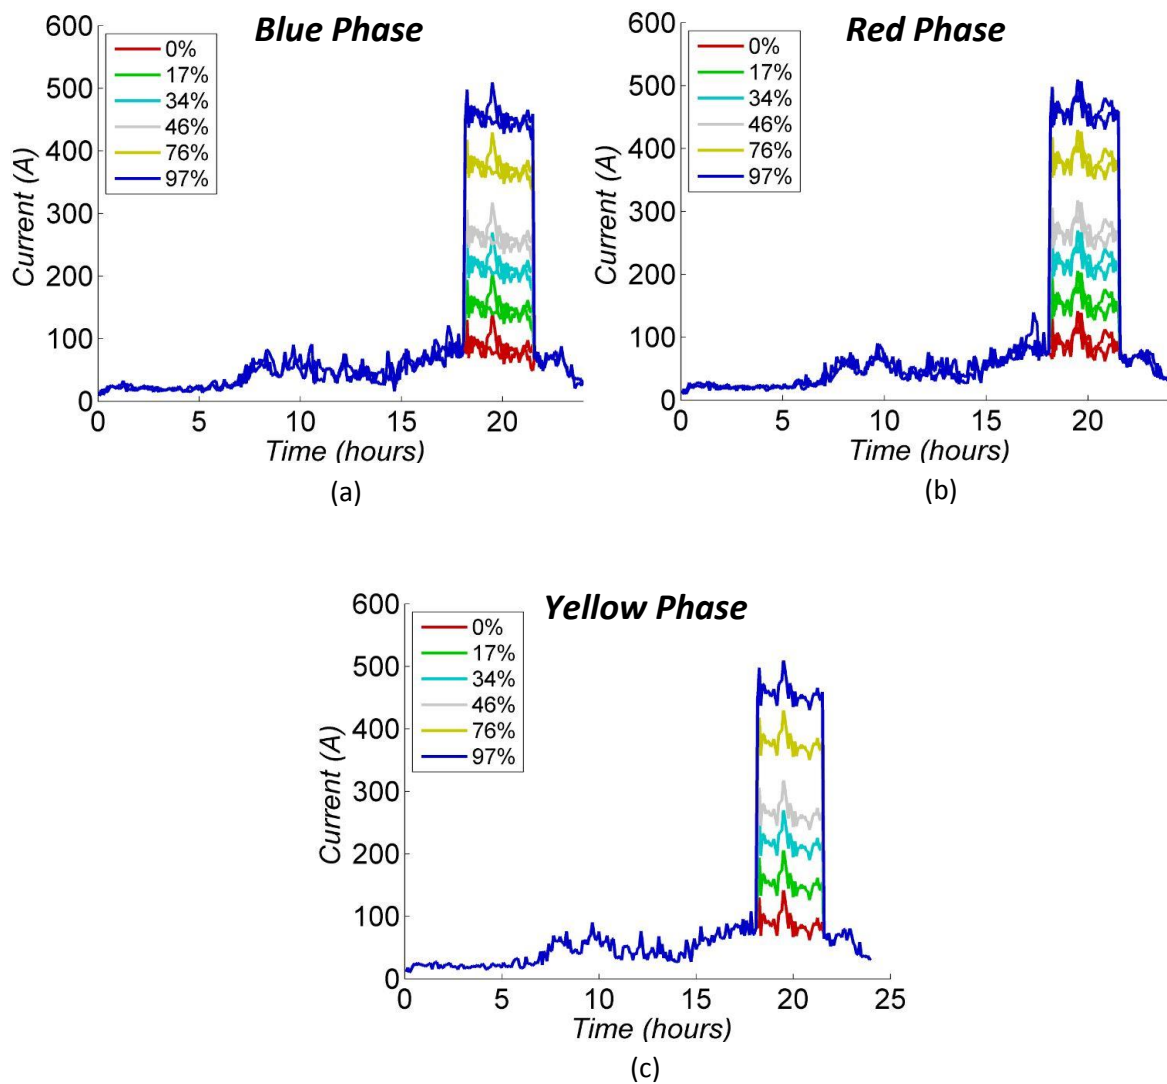 Blue Phase
600
500
400
300
200
100
0
Current (A)
0%
17%
34%
46%
76%
97%
0 5 10 15 20
Time (hours)
(a)
Red Phase
600
500
400
300
200
100
0
Current (A)
0%
17%
34%
46%
76%
97%
0 5 10 15 20
Time (hours)
(b)
Yellow Phase
600
500
400
300
200
100
0
Current (A)
0%
17%
34%
46%
76%
97%
0 5 10 15 20 25
Time (hours)
(c)